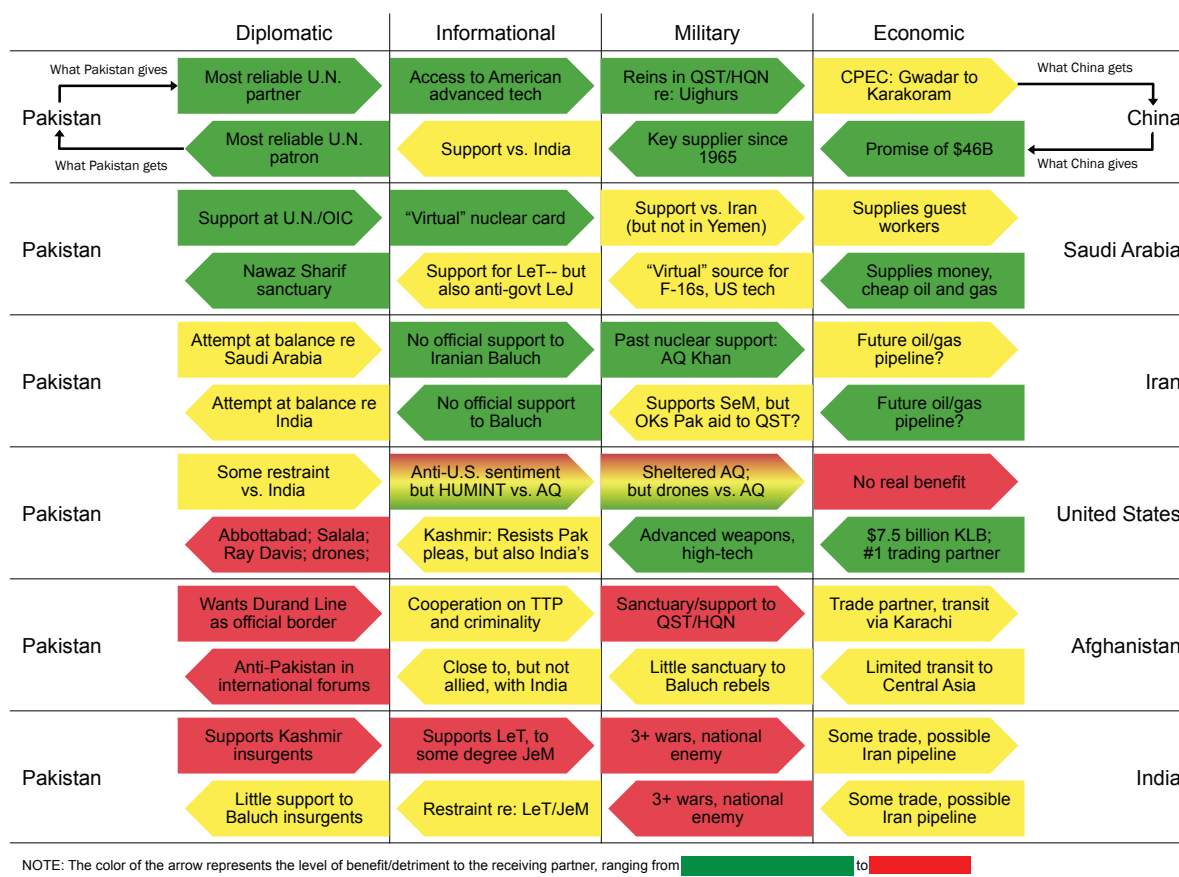 Diplomatic
Informational
Military
Economic
What Pakistan gives
Pakistan
What Pakistan gets
Most reliable U.N.
partner
Access to American
advanced tech
Reins in QST/HQN
re: Uighurs
CPEC: Gwadar to
Karakoram
What China gets
China
What China gives
Most reliable U.N.
patron
Support vs. India
Key supplier since
1965
Promise of $46B
Pakistan
Support at U.N./OIC
“Virtual” nuclear card
Support vs. Iran
(but not in Yemen)
Supplies guest
workers
Saudi Arabia
Nawaz Sharif
sanctuary
Support for LeT-- but
also anti-govt LeJ
“Virtual” source for
F-16s, US tech
Supplies money,
cheap oil and gas
Pakistan
Attempt at balance re
Saudi Arabia
No official support to
Iranian Baluch
Past nuclear support:
AQ Khan
Future oil/gas
pipeline?
Iran
Attempt at balance re
India
No official support
to Baluch
Supports SeM, but
OKs Pak aid to QST?
Future oil/gas
pipeline?
Pakistan
Some restraint
vs. India
Anti-U.S. sentiment
but HUMINT vs. AQ
Sheltered AQ;
but drones vs. AQ
No real benefit
United States
Abbottabad; Salala;
Ray Davis; drones;
Kashmir: Resists Pak
pleas, but also India’s
Advanced weapons,
high-tech
$7.5 billion KLB;
#1 trading partner
Pakistan
Wants Durand Line
as official border
Cooperation on TTP
and criminality
Sanctuary/support to
QST/HQN
Trade partner, transit
via Karachi
Afghanistan
Anti-Pakistan in
international forums
Close to, but not
allied, with India
Little sanctuary to
Baluch rebels
Limited transit to
Central Asia
Pakistan
Supports Kashmir
insurgents
Supports LeT, to
some degree JeM
3+ wars, national
enemy
Some trade, possible
Iran pipeline
India
Little support to
Baluch insurgents
Restraint re: LeT/JeM
3+ wars, national
enemy
Some trade, possible
Iran pipeline
NOTE: The color of the arrow represents the level of benefit/detriment to the receiving partner, ranging from to